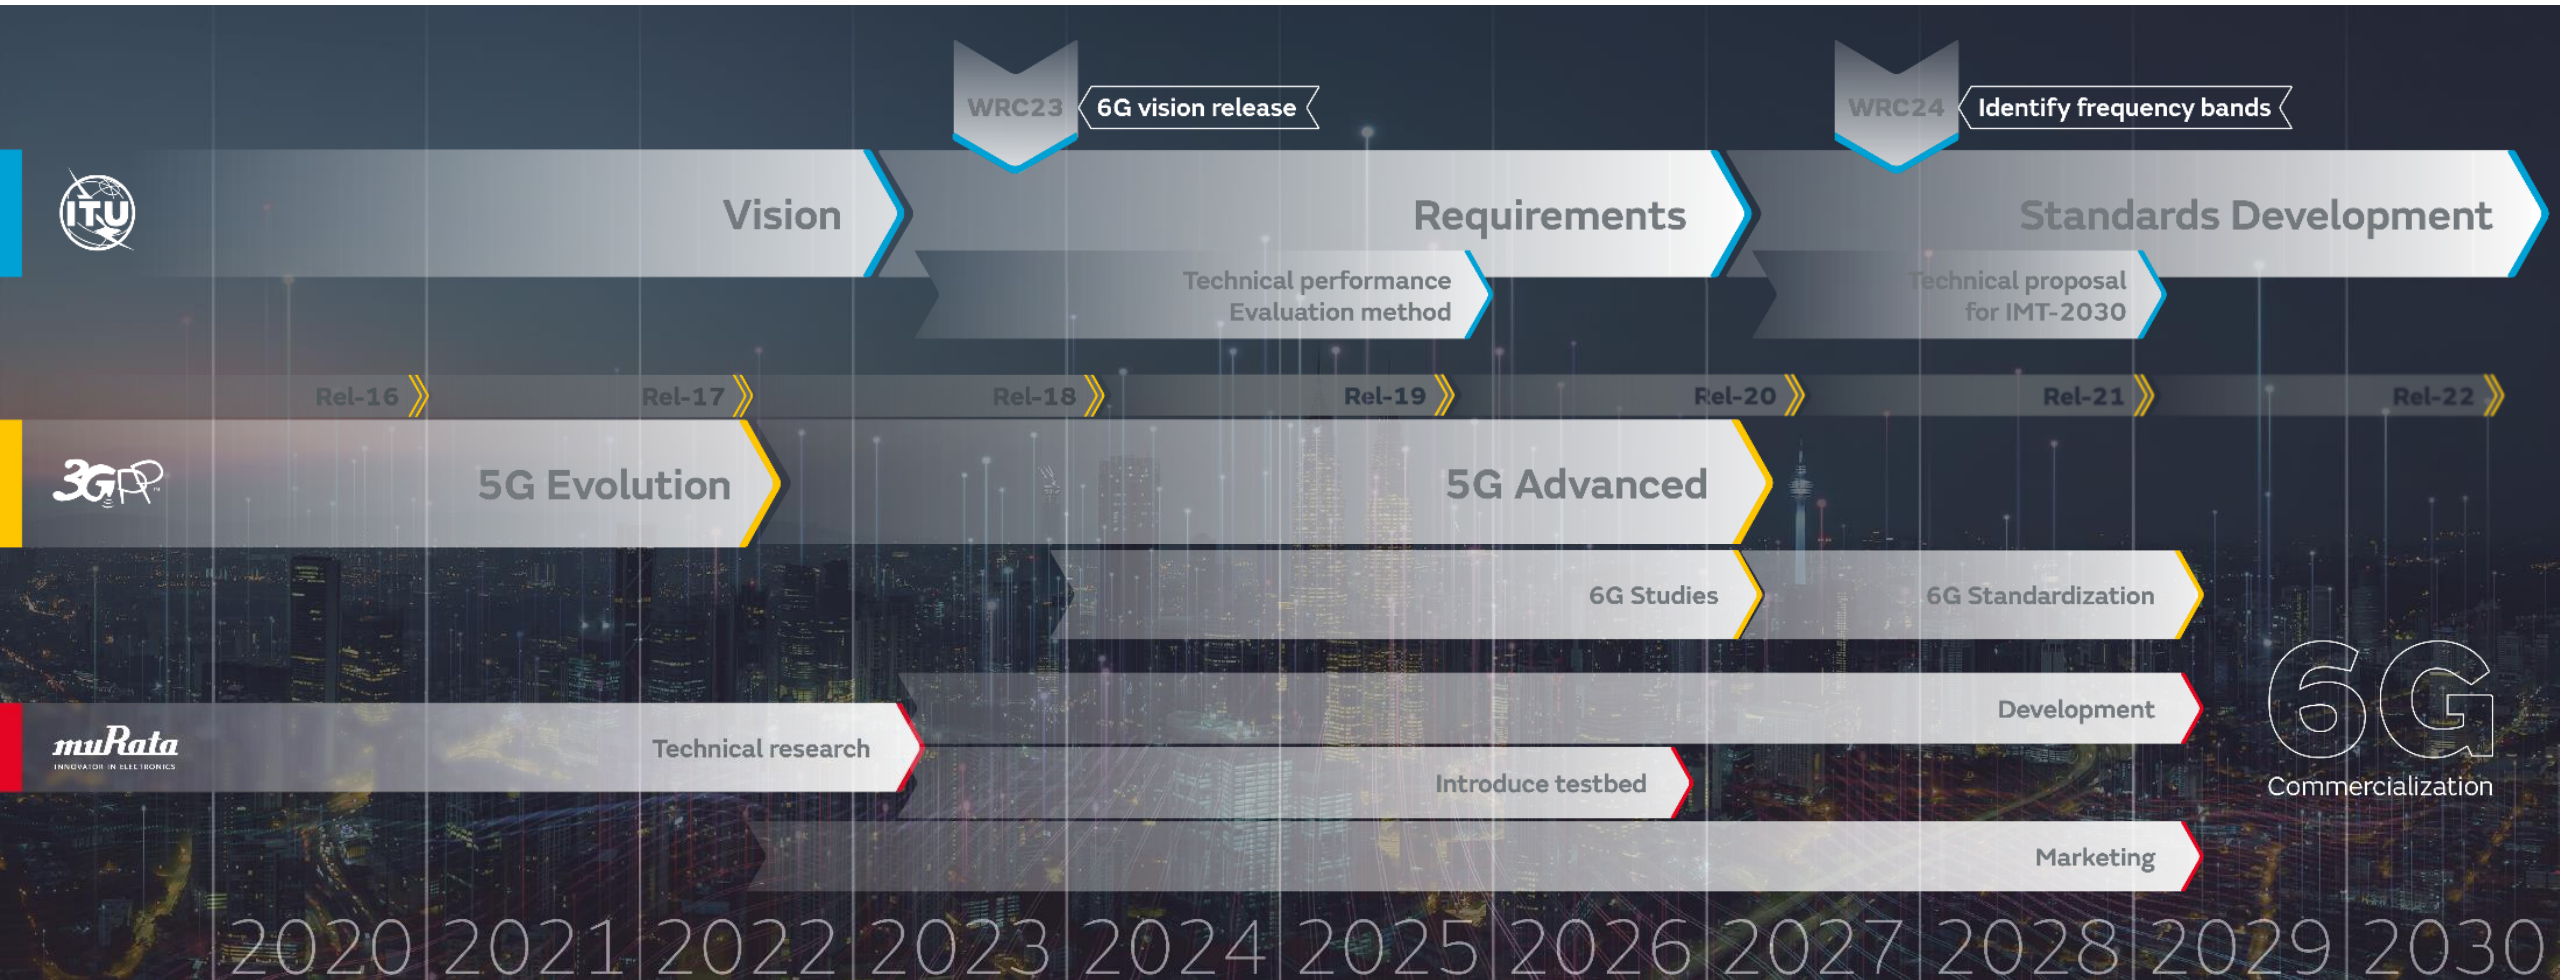 WRC23
6G vision release
WRC24
Identify frequency bands
ITU
Vision
Requirements
Standards Development
Technical performance
Evaluation method
Technical proposal
for IMT-2030
Rel-16
Rel-17
Rel-18
Rel-19
Rel-20
Rel-21
Rel-22
3GPP
5G Evolution
5G Advanced
6G Studies
6G Standardization
muRata
INNOVATOR IN ELECTRONICS
Technical research
Development
Introduce testbed
Marketing
6G
Commercialization
2020 2021 2022 2023 2024 2025 2026 2027 2028 2029 2030